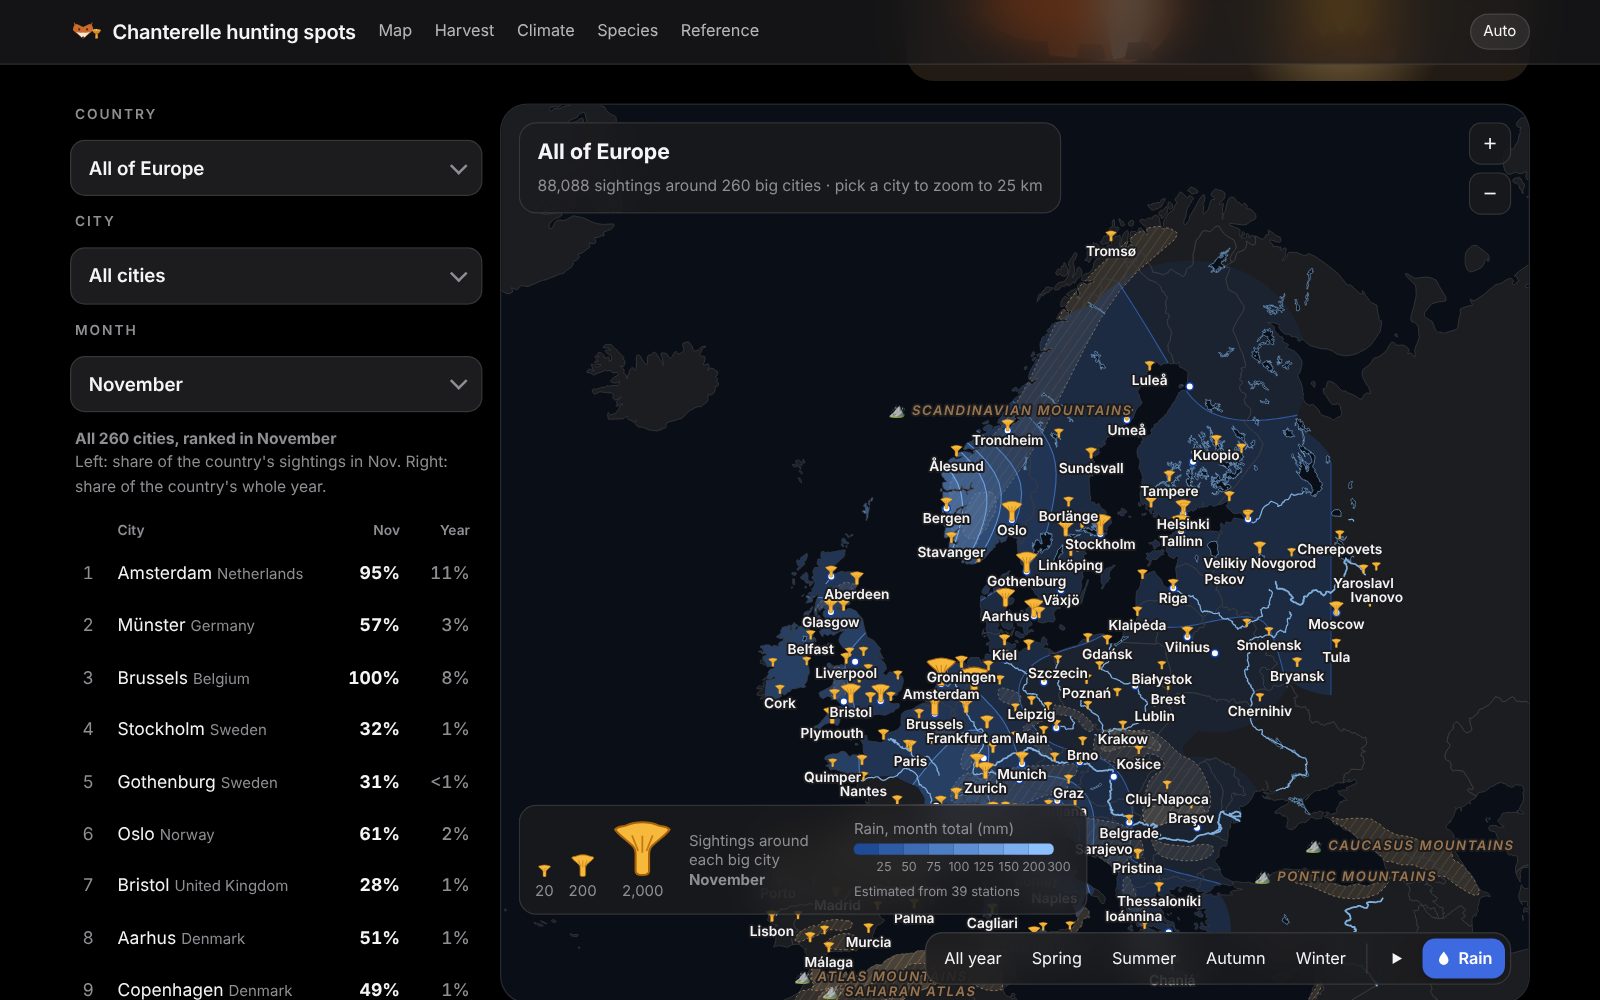 Chanterelle hunting spots
Map
Harvest
Climate
Species
Reference
Auto
COUNTRY
All of Europe
CITY
All cities
MONTH
November
All 260 cities, ranked in November
Left: share of the country's sightings in Nov. Right:
share of the country's whole year.
City Nov Year
1 Amsterdam Netherlands 95% 11%
2 Münster Germany 57% 3%
3 Brussels Belgium 100% 8%
4 Stockholm Sweden 32% 1%
5 Gothenburg Sweden 31% <1%
6 Oslo Norway 61% 2%
7 Bristol United Kingdom 28% 1%
8 Aarhus Denmark 51% 1%
9 Copenhagen Denmark 49% 1%
All of Europe
88,088 sightings around 260 big cities · pick a city to zoom to 25 km
+
−
Tromsø
Luleå
SCANDINAVIAN MOUNTAINS
Umeå
Trondheim
Kuopio
Ålesund
Sundsvall
Tampere
Bergen
Oslo
Borlänge
Helsinki
Stockholm
Tallinn
Stavanger
Cherepovets
Linköping
Velikiy Novgorod
Gothenburg
Pskov
Yaroslavl
Aberdeen
Växjö
Riga
Ivanovo
Aarhus
Glasgow
Klaipėda
Moscow
Belfast
Kiel
Gdańsk
Vilnius
Smolensk
Tula
Liverpool
Groningen
Szczecin
Białystok
Bryansk
Amsterdam
Poznań
Brest
Cork
Bristol
Leipzig
Lublin
Chernihiv
Brussels
Plymouth
Frankfurt am Main
Krakow
Paris
Brno
Košice
Quimper
Munich
Nantes
Zurich
Graz
Cluj-Napoca
Brașov
Belgrade
Sarajevo
CAUCASUS MOUNTAINS
Pristina
PONTIC MOUNTAINS
Porto
Madrid
Naples
Thessaloníki
Palma
Ioánnina
Lisbon
Cagliari
Murcia
Málaga
ATLAS MOUNTAINS
SAHARAN ATLAS
Chaniá
20
200
2,000
Sightings around
each big city
November
Rain, month total (mm)
25 50 75 100 125 150 200 300
Estimated from 39 stations
All year
Spring
Summer
Autumn
Winter
Rain